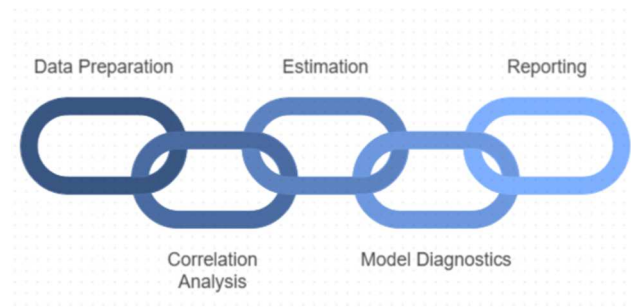 Data Preparation
Estimation
Reporting
Correlation
Analysis
Model Diagnostics